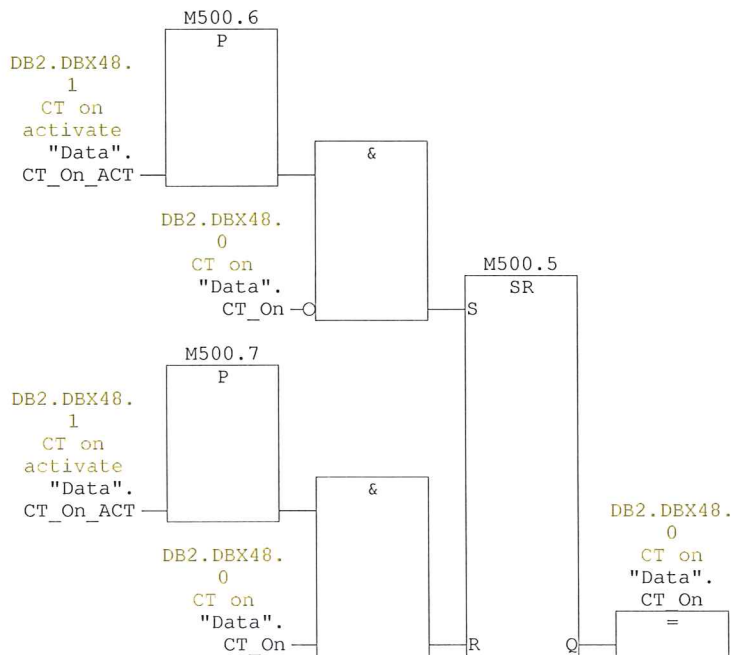 M500.6
P
DB2.DBX48.
1
CT on
activate
"Data".
CT_On_ACT
&
DB2.DBX48.
0
CT on
"Data".
CT_On
M500.5
SR
S
M500.7
P
DB2.DBX48.
1
CT on
activate
"Data".
CT_On_ACT
&
DB2.DBX48.
0
CT on
"Data".
CT_On
R
Q
DB2.DBX48.
0
CT on
"Data".
CT_On
=